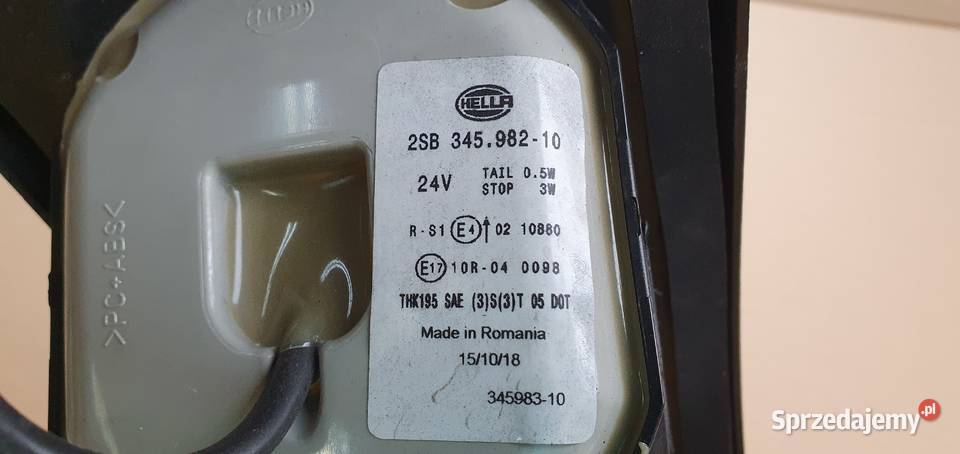 HELLA
>PC+ABS<
HELLA
2SB 345.982-10
24V TAIL 0.5W
STOP 3W
R-S1 E4 ↑ 02 10880
E17 10R-04 0098
THK195 SAE (3)S(3)T 05 DOT
Made in Romania
15/10/18
345983-10
Sprzedajemy.pl